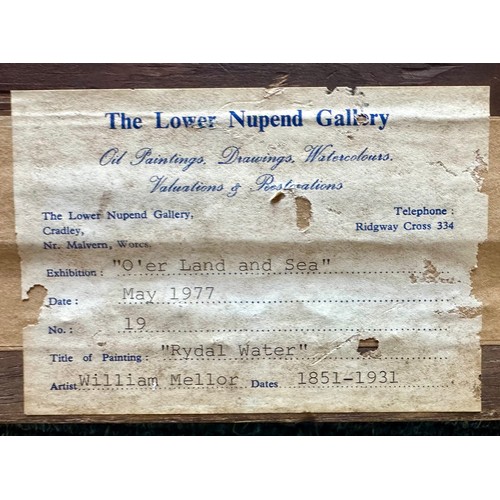 The Lower Nupend Gallery
Oil Paintings, Drawings, Watercolours.
Valuations & Restorations
The Lower Nupend Gallery,
Cradley,
Nr. Malvern, Worcs.
Telephone :
Ridgway Cross 334
Exhibition: "O'er Land and Sea"
Date: May 1977
No.: 19
Title of Painting: "Rydal Water"
Artist William Mellor Dates 1851-1931